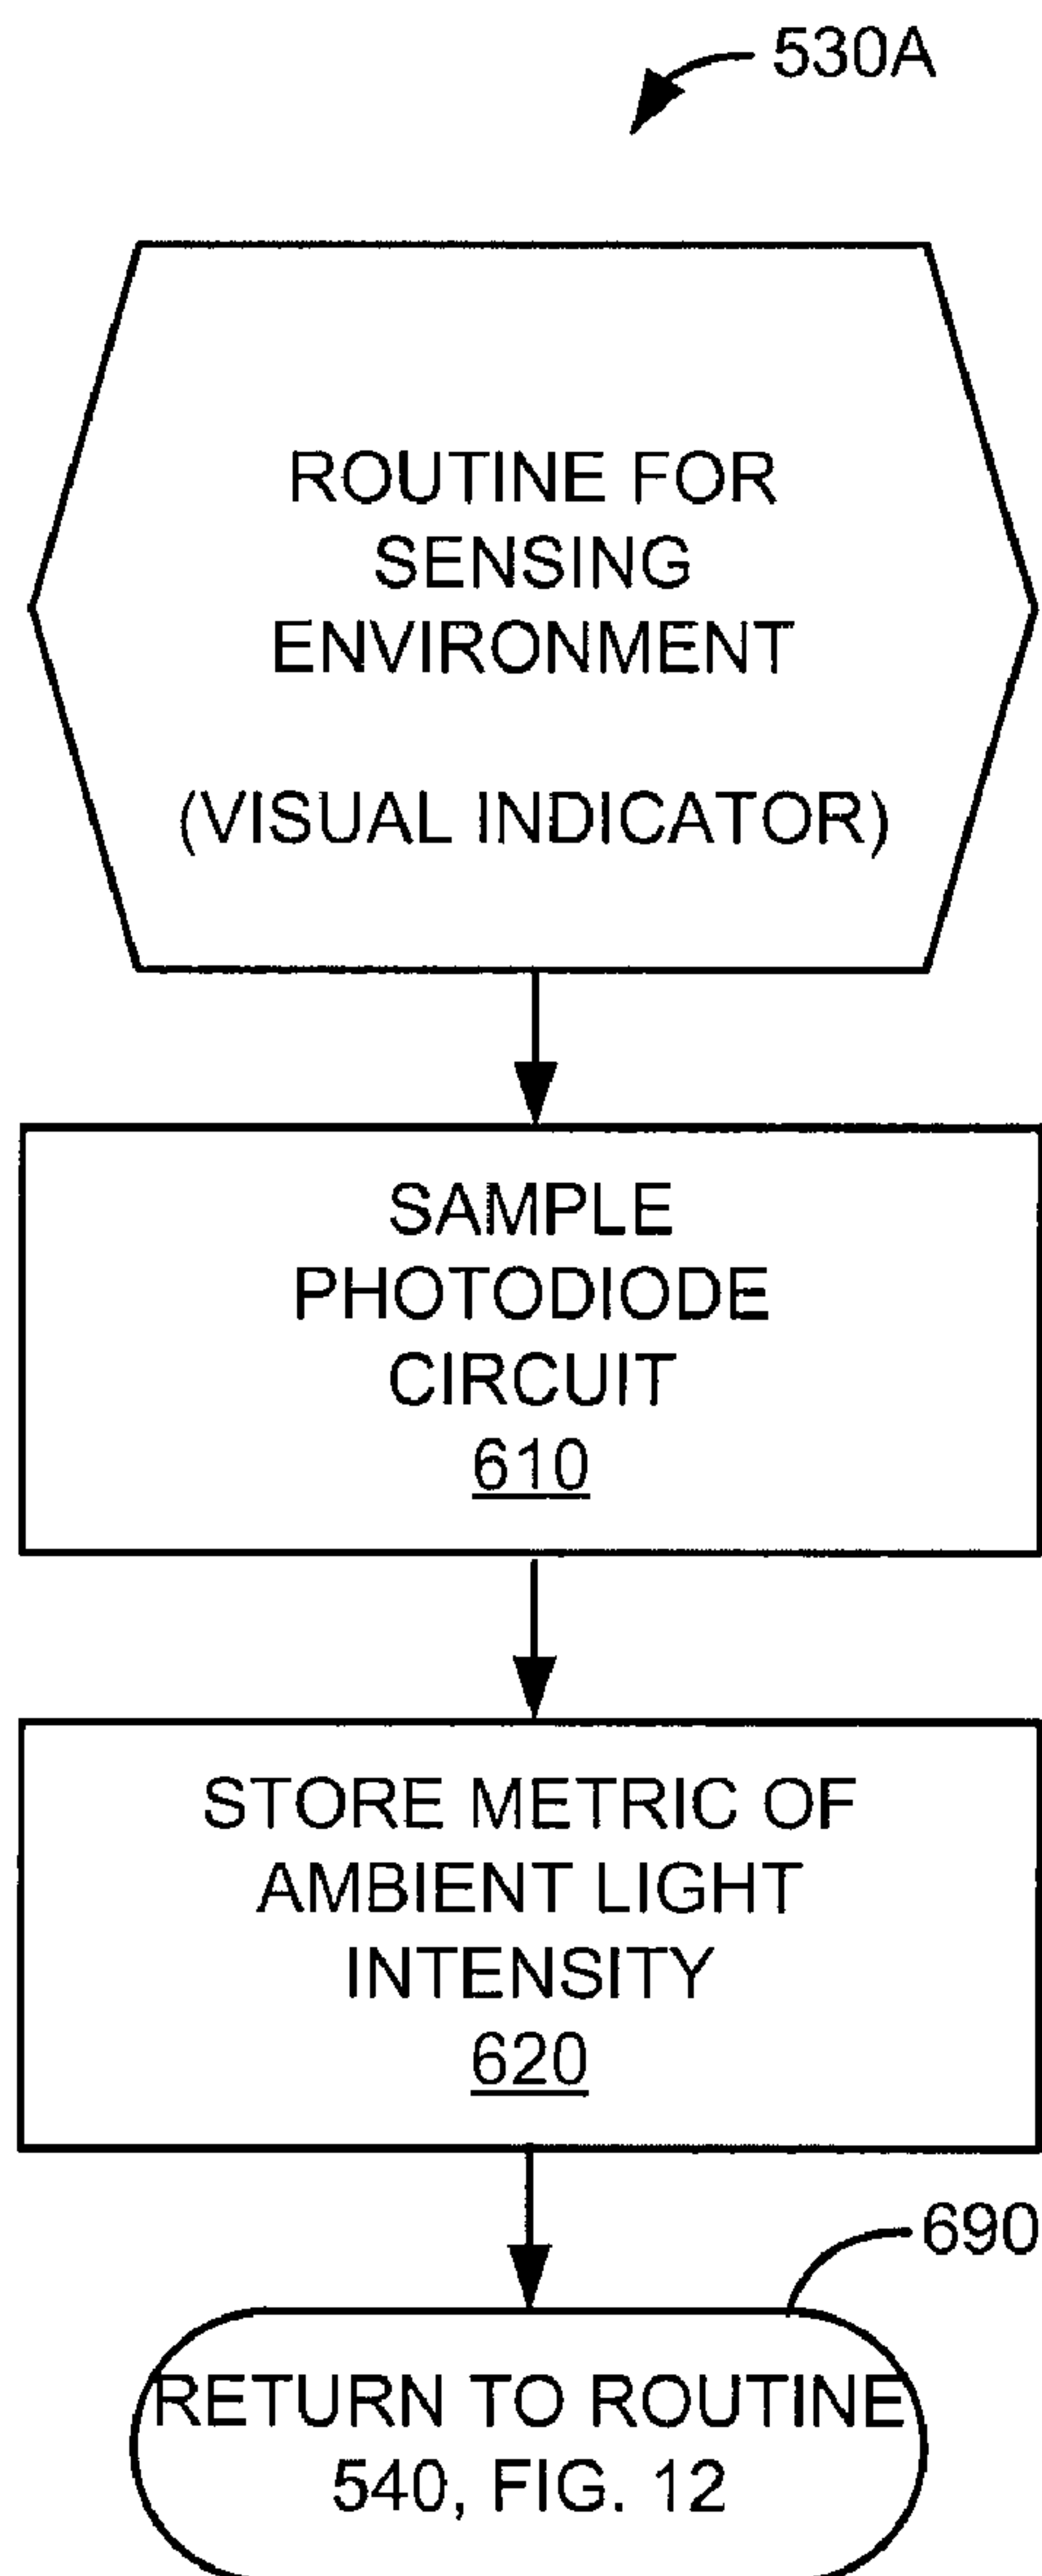 530A
ROUTINE FOR
SENSING
ENVIRONMENT
(VISUAL INDICATOR)
SAMPLE
PHOTODIODE
CIRCUIT
610
STORE METRIC OF
AMBIENT LIGHT
INTENSITY
620
690
RETURN TO ROUTINE
540, FIG. 12